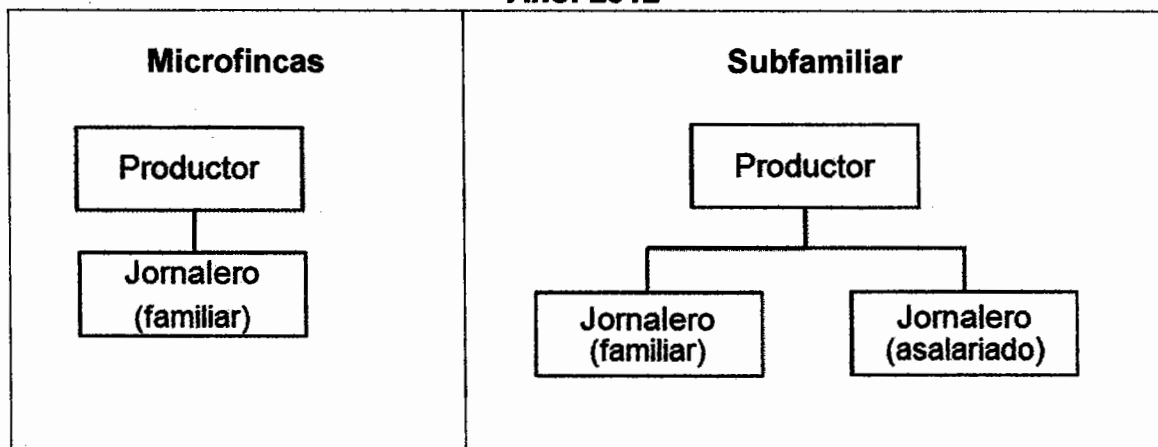 Microfincas
Productor
Jornalero
(familiar)
Subfamiliar
Productor
Jornalero
(familiar)
Jornalero
(asalariado)